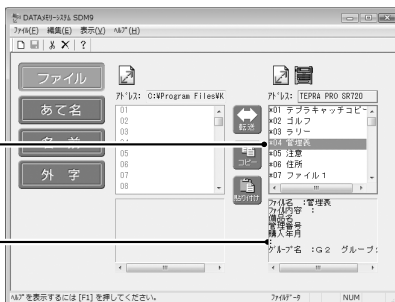 DATAﾒﾓﾘｰｼｽﾃﾑ SDM9
ﾌｧｲﾙ(F) 編集(E) 表示(V) ﾍﾙﾌﾟ(H)
ファイル
あて名
名前
外字
ｱﾄﾞﾚｽ: C:¥Program Files¥K
01
02
03
05
06
07
08
転送
コピー
貼り付け
ｱﾄﾞﾚｽ: TEPRA PRO SR720
*01 テプラキャッチコピー
*02 ゴルフ
*03 ラリー
*04 管理表
*05 注意
*06 住所
*07 ファイル1
ﾌｧｲﾙ名 :管理表
ﾌｧｲﾙ内容 :
備品名
管理番号
購入年月
:
ｸﾞﾙｰﾌﾟ名 :G2 グループ:
ﾍﾙﾌﾟを表示するには [F1] を押してください。
ﾌｧｲﾙﾃﾞｰﾀ NUM